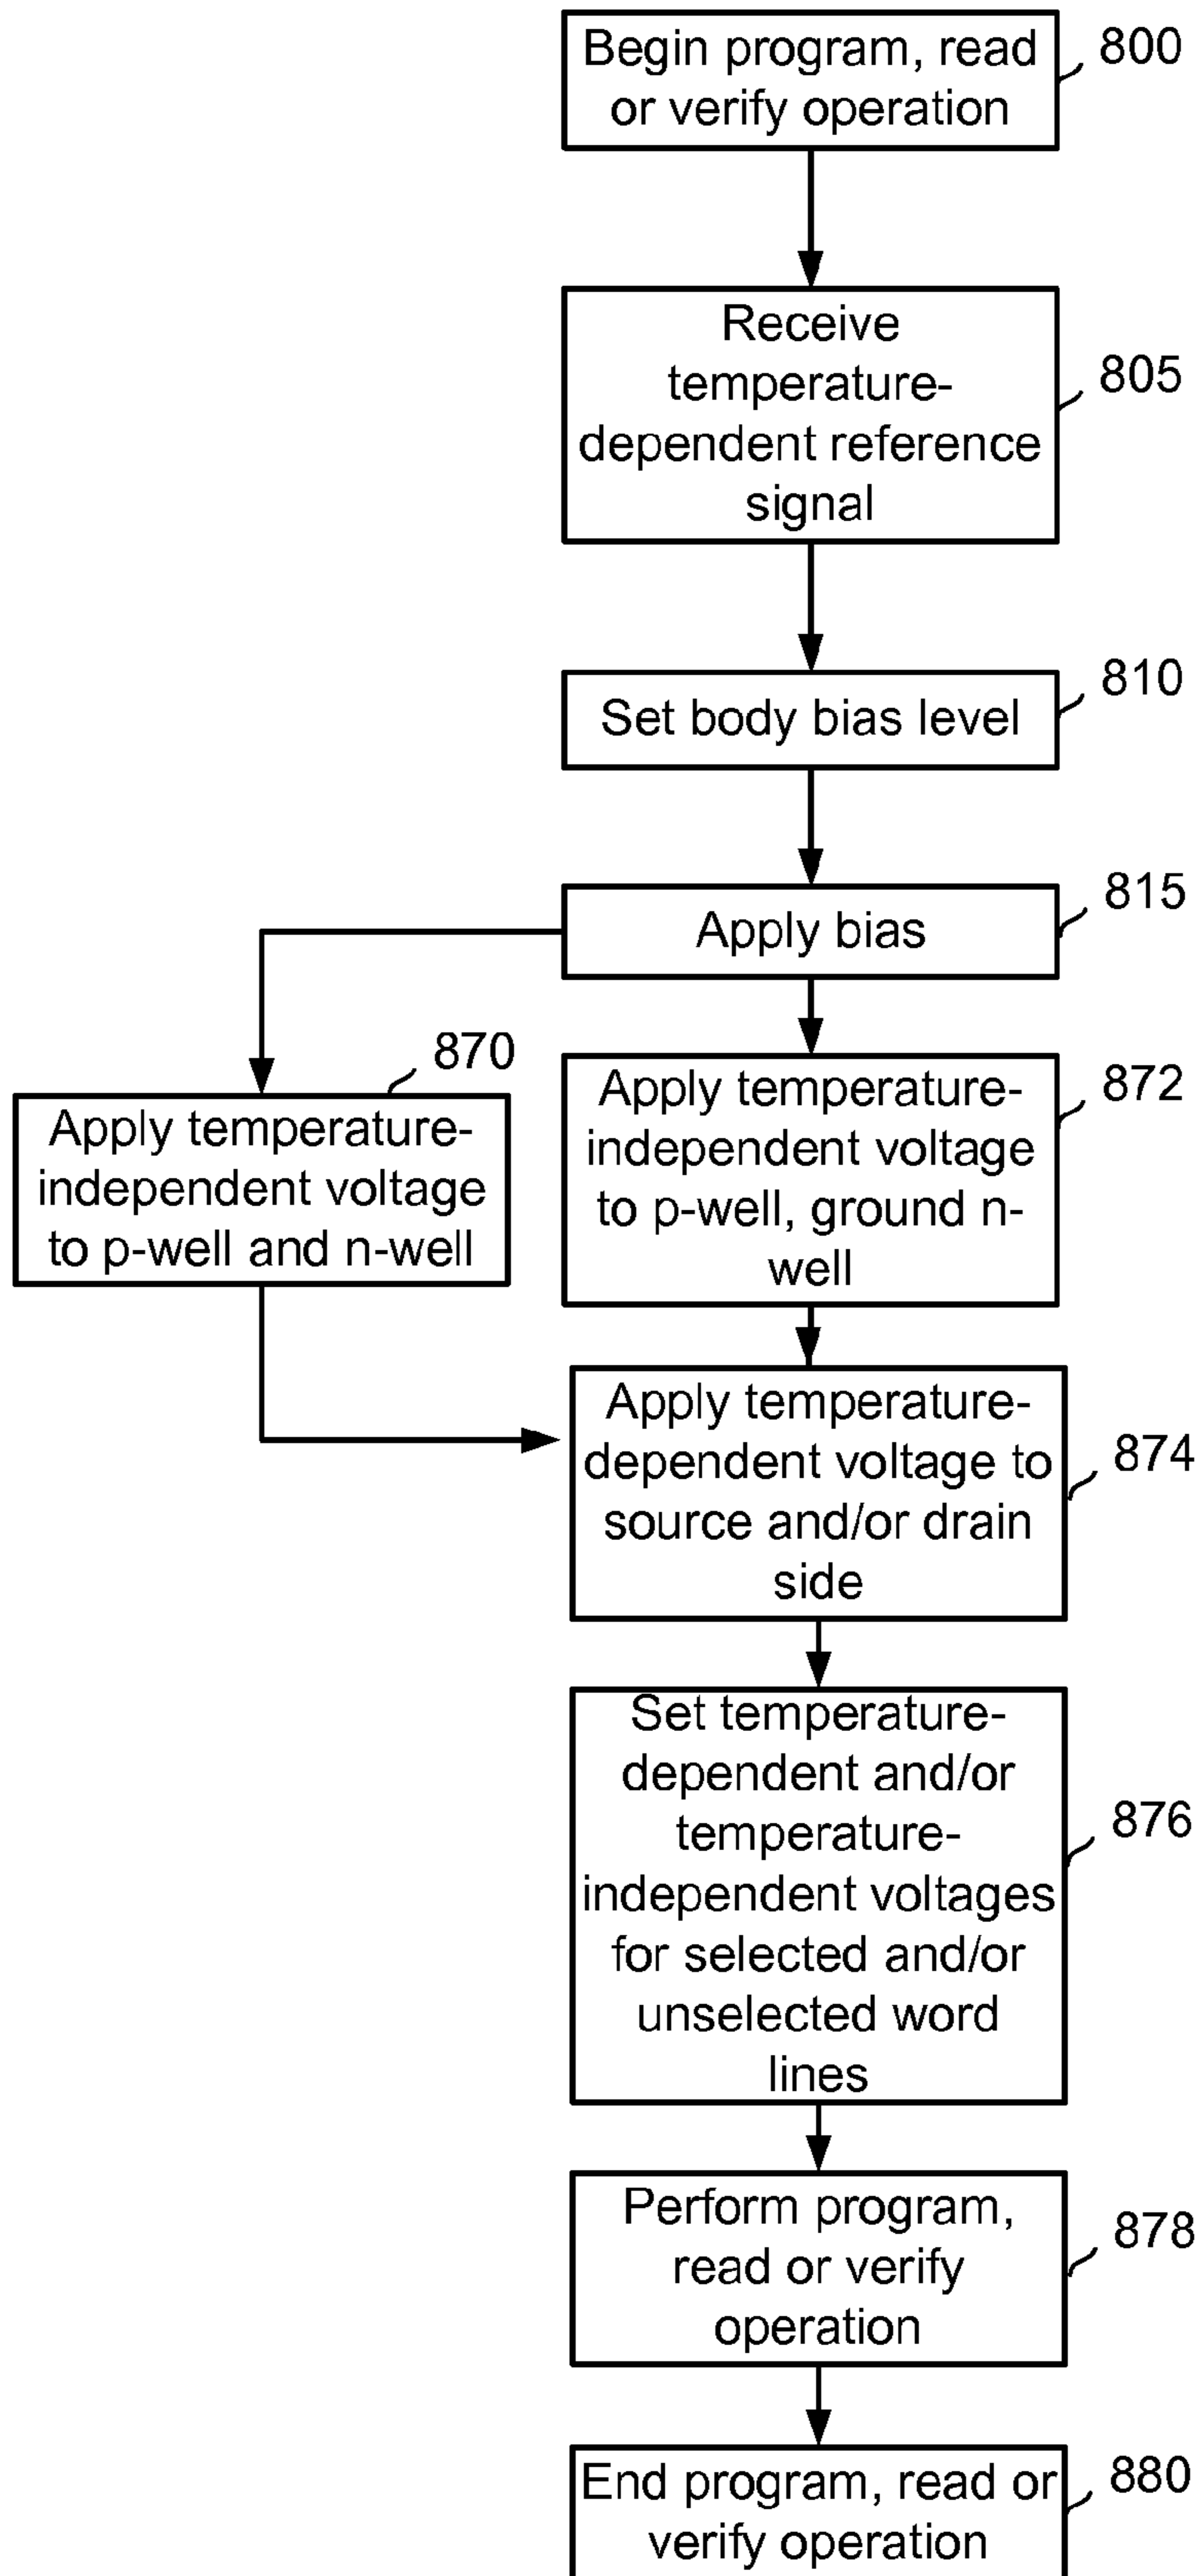 Begin program, read
or verify operation
800
Receive
temperature-
dependent reference
signal
805
Set body bias level
810
Apply bias
815
870
Apply temperature-
independent voltage
to p-well and n-well
Apply temperature-
independent voltage
to p-well, ground n-
well
872
Apply temperature-
dependent voltage to
source and/or drain
side
874
Set temperature-
dependent and/or
temperature-
independent voltages
for selected and/or
unselected word
lines
876
Perform program,
read or verify
operation
878
End program, read or
verify operation
880